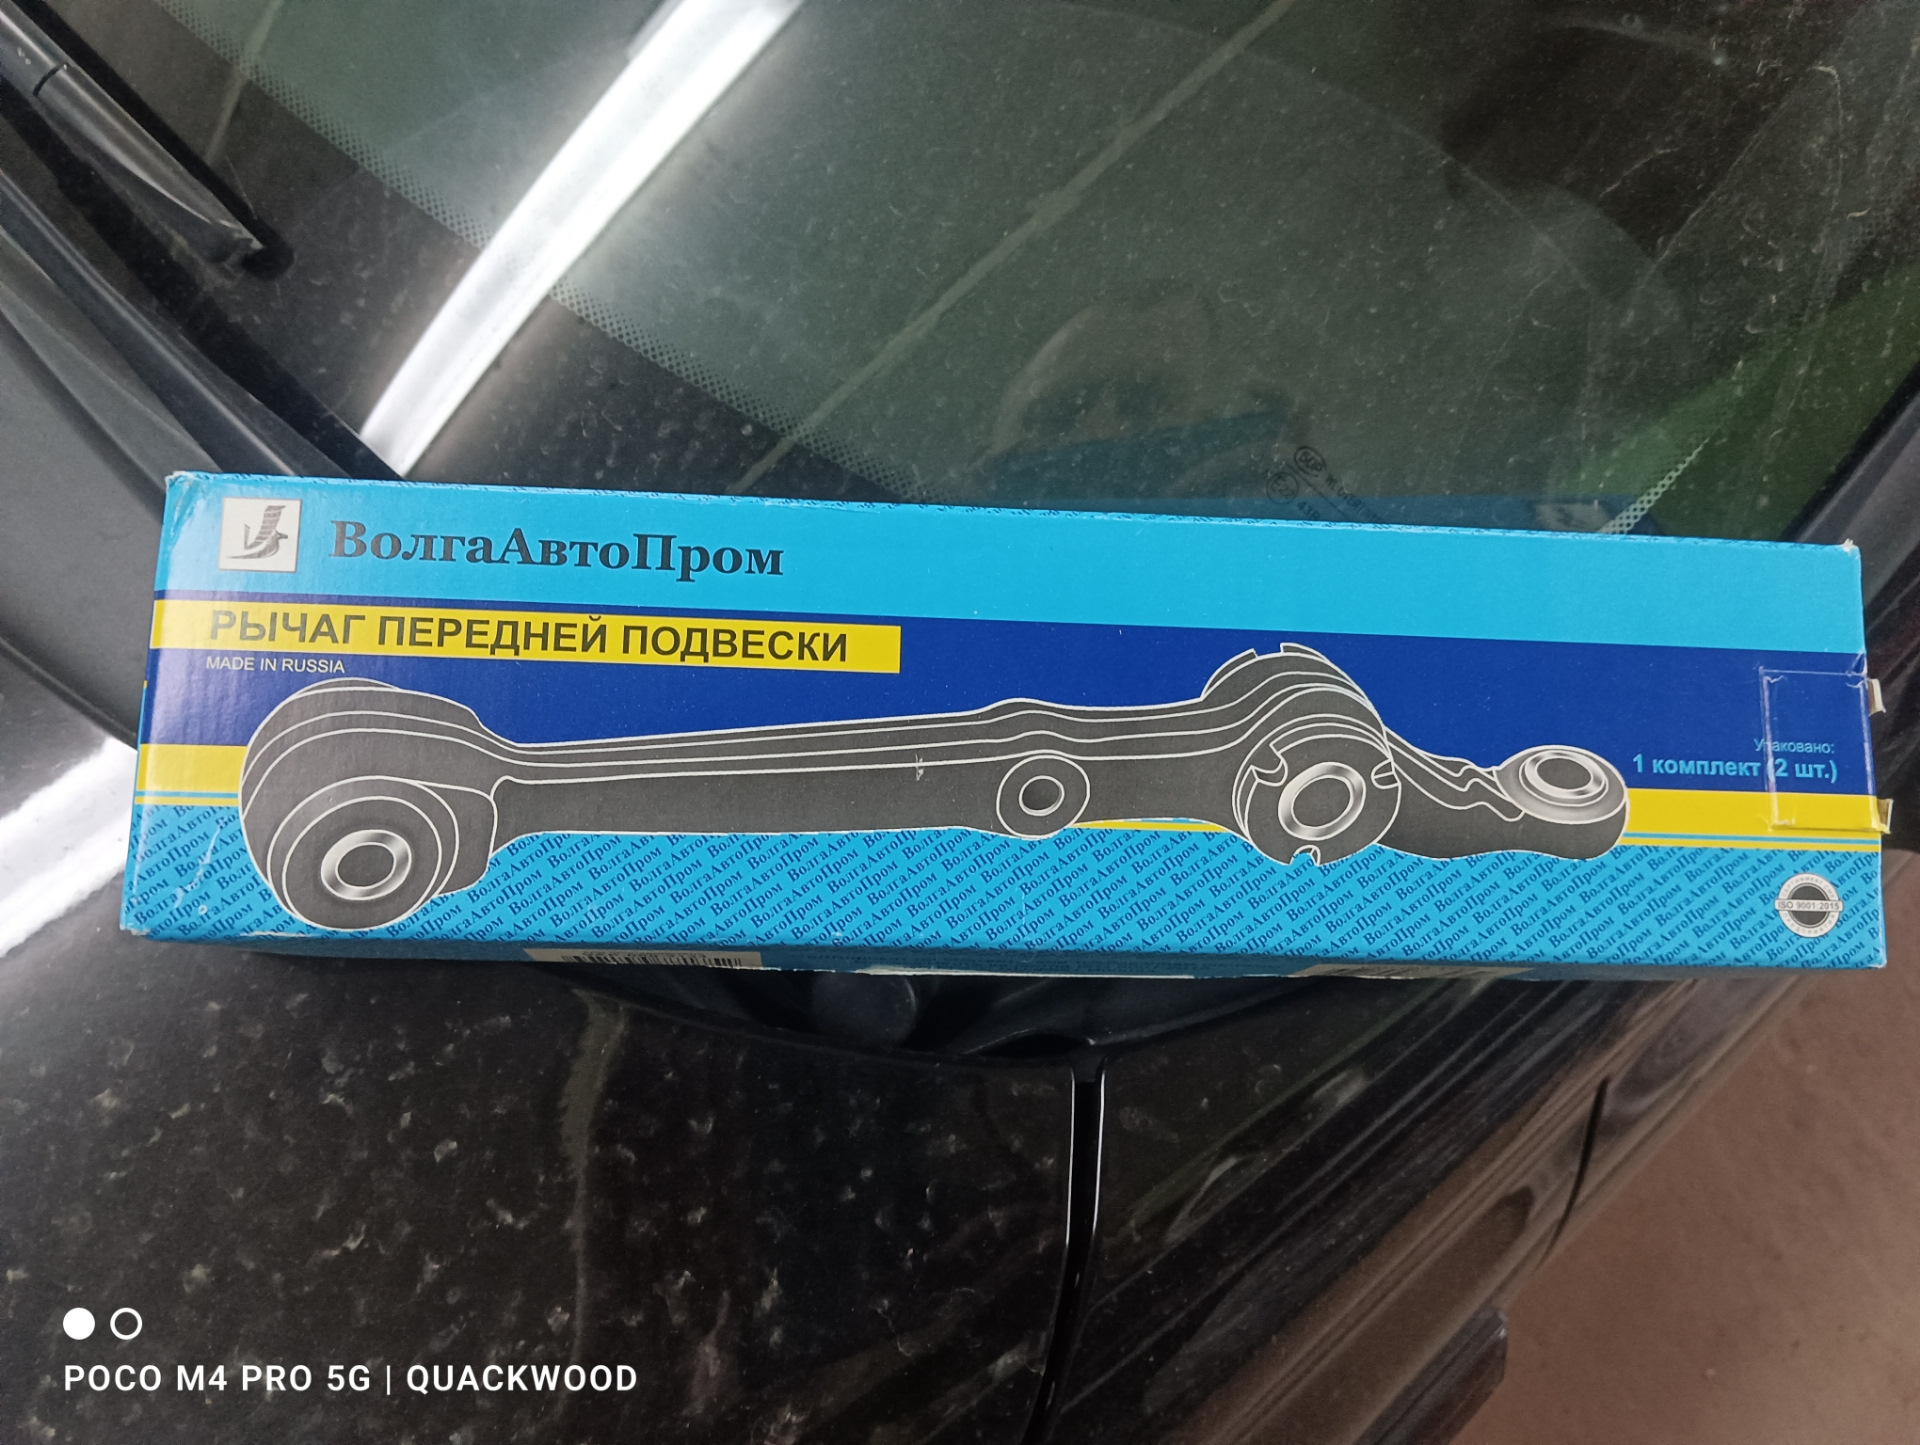 ВолгаАвтоПром
РЫЧАГ ПЕРЕДНЕЙ ПОДВЕСКИ
MADE IN RUSSIA
Упаковано:
1 комплект (2 шт.)
ISO 9001:2015
POCO M4 PRO 5G | QUACKWOOD